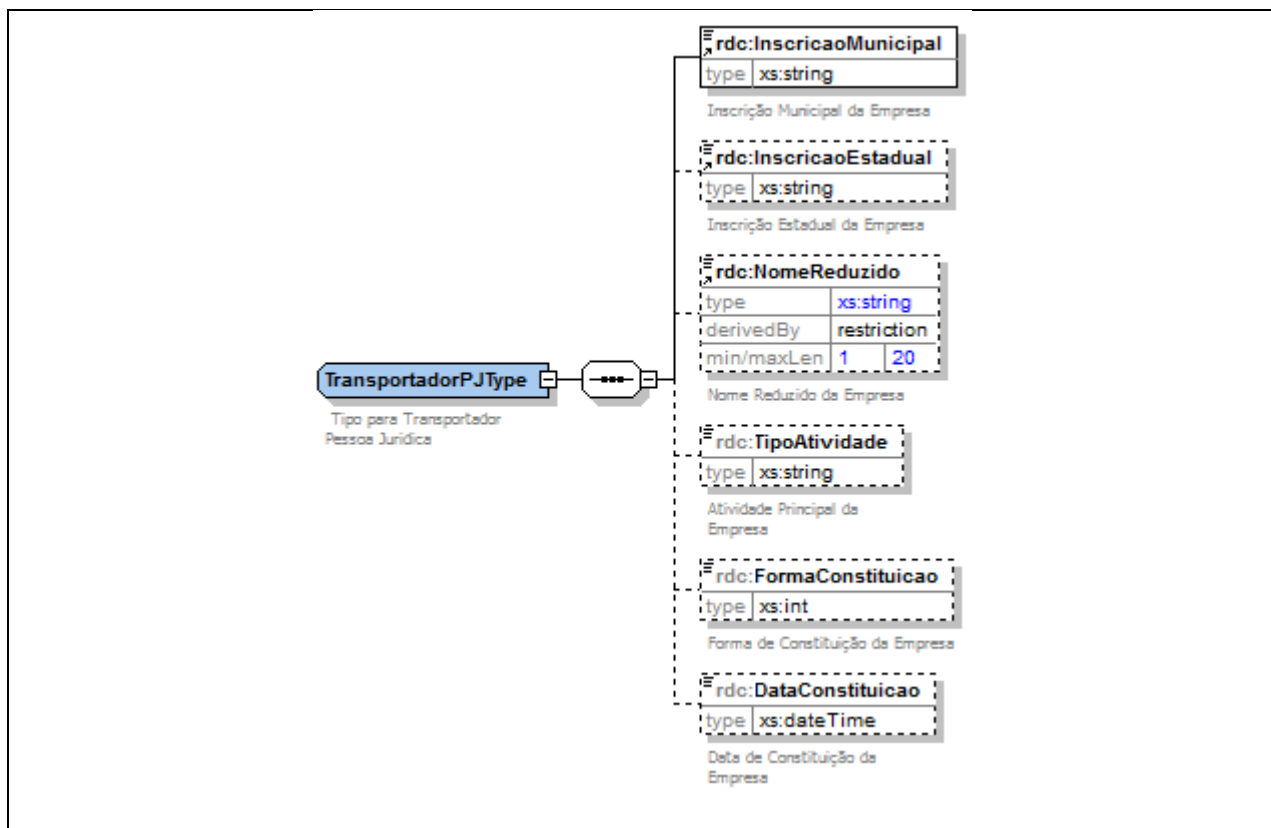 rdc:InscricaoMunicipal
type xs:string
Inscrição Municipal da Empresa
rdc:InscricaoEstadual
type xs:string
Inscrição Estadual da Empresa
rdc:NomeReduzido
type xs:string
derivedBy restriction
min/maxLen 1 20
Nome Reduzido da Empresa
TransportadorPJType
Tipo para Transportador
Pessoa Juridica
rdc:TipoAtividade
type xs:string
Atividade Principal da
Empresa
rdc:FormaConstituicao
type xs:int
Forma de Constituição da Empresa
rdc:DataConstituicao
type xs:dateTime
Data de Constituição da
Empresa